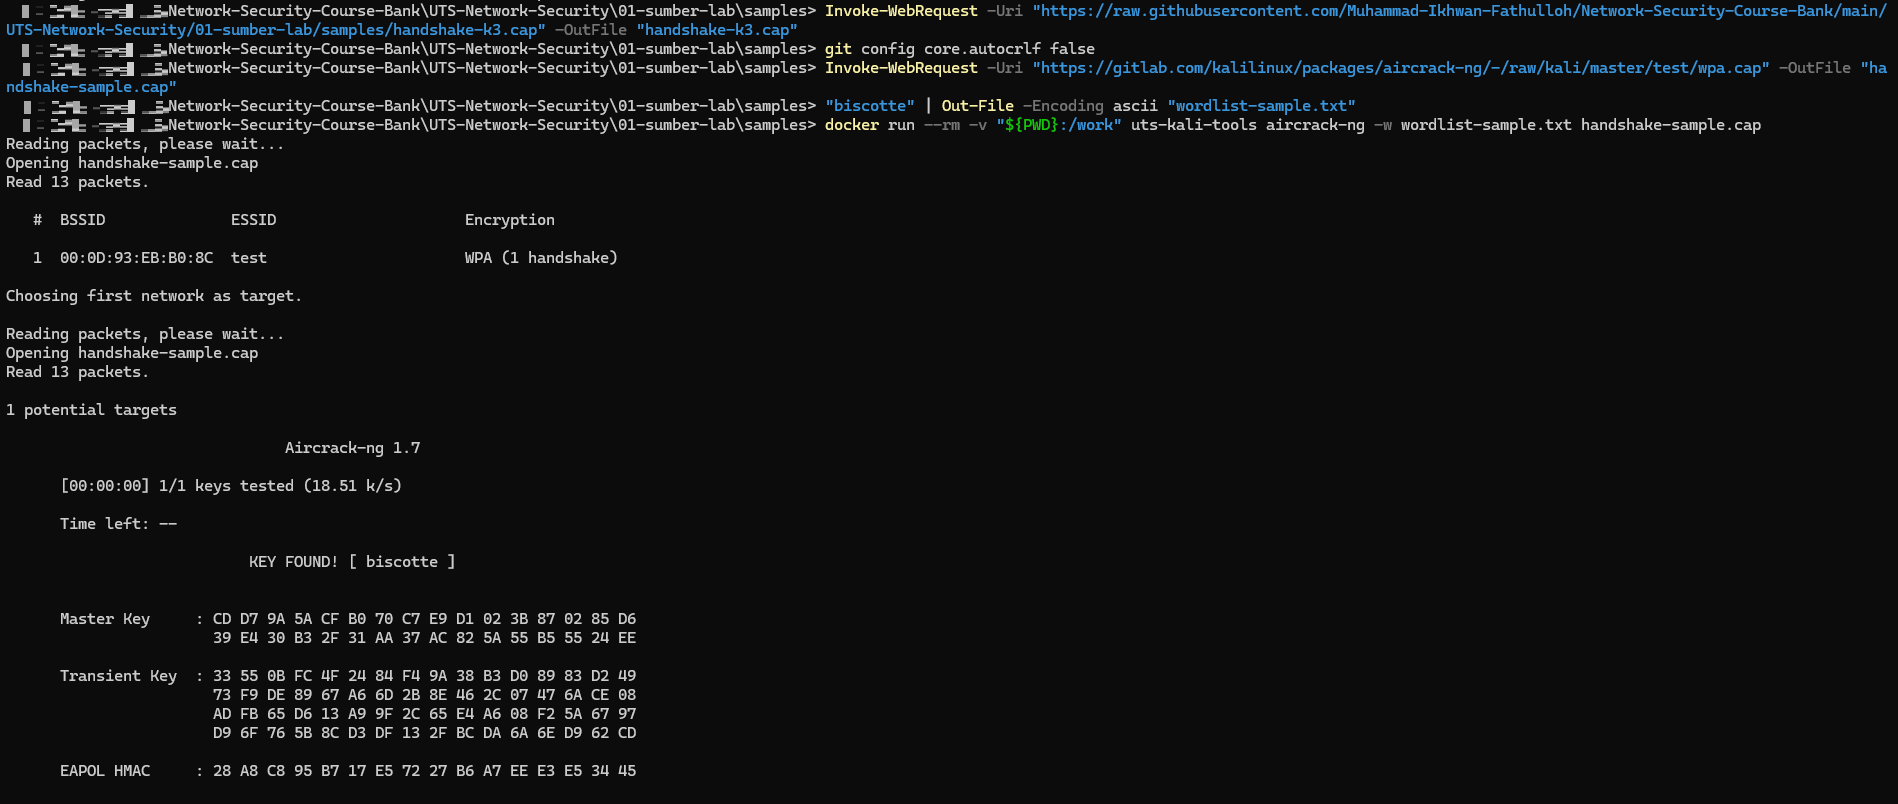 Network-Security-Course-Bank\UTS-Network-Security\01-sumber-lab\samples> Invoke-WebRequest -Uri "https://raw.githubusercontent.com/Muhammad-Ikhwan-Fathulloh/Network-Security-Course-Bank/main/
UTS-Network-Security/01-sumber-lab/samples/handshake-k3.cap" -OutFile "handshake-k3.cap"
Network-Security-Course-Bank\UTS-Network-Security\01-sumber-lab\samples> git config core.autocrlf false
Network-Security-Course-Bank\UTS-Network-Security\01-sumber-lab\samples> Invoke-WebRequest -Uri "https://gitlab.com/kalilinux/packages/aircrack-ng/-/raw/kali/master/test/wpa.cap" -OutFile "ha
ndshake-sample.cap"
Network-Security-Course-Bank\UTS-Network-Security\01-sumber-lab\samples> "biscotte" | Out-File -Encoding ascii "wordlist-sample.txt"
Network-Security-Course-Bank\UTS-Network-Security\01-sumber-lab\samples> docker run --rm -v "${PWD}:/work" uts-kali-tools aircrack-ng -w wordlist-sample.txt handshake-sample.cap
Reading packets, please wait...
Opening handshake-sample.cap
Read 13 packets.
# BSSID ESSID Encryption
1 00:0D:93:EB:B0:8C test WPA (1 handshake)
Choosing first network as target.
Reading packets, please wait...
Opening handshake-sample.cap
Read 13 packets.
1 potential targets
Aircrack-ng 1.7
[00:00:00] 1/1 keys tested (18.51 k/s)
Time left: --
KEY FOUND! [ biscotte ]
Master Key : CD D7 9A 5A CF B0 70 C7 E9 D1 02 3B 87 02 85 D6
39 E4 30 B3 2F 31 AA 37 AC 82 5A 55 B5 55 24 EE
Transient Key : 33 55 0B FC 4F 24 84 F4 9A 38 B3 D0 89 83 D2 49
73 F9 DE 89 67 A6 6D 2B 8E 46 2C 07 47 6A CE 08
AD FB 65 D6 13 A9 9F 2C 65 E4 A6 08 F2 5A 67 97
D9 6F 76 5B 8C D3 DF 13 2F BC DA 6A 6E D9 62 CD
EAPOL HMAC : 28 A8 C8 95 B7 17 E5 72 27 B6 A7 EE E3 E5 34 45